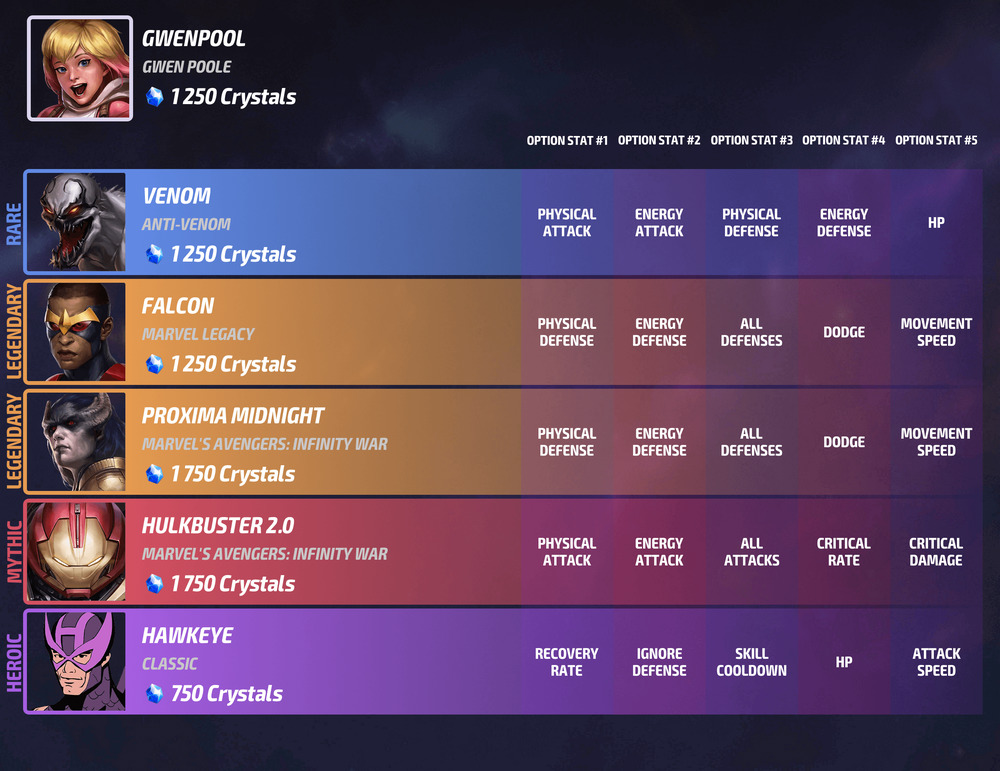 GWENPOOL
GWEN POOLE
1 250 Crystals
OPTION STAT #1 OPTION STAT #2 OPTION STAT #3 OPTION STAT #4 OPTION STAT #5
RARE
VENOM
ANTI-VENOM
1 250 Crystals
PHYSICAL
ATTACK
ENERGY
ATTACK
PHYSICAL
DEFENSE
ENERGY
DEFENSE
HP
LEGENDARY
FALCON
MARVEL LEGACY
1 250 Crystals
PHYSICAL
DEFENSE
ENERGY
DEFENSE
ALL
DEFENSES
DODGE
MOVEMENT
SPEED
LEGENDARY
PROXIMA MIDNIGHT
MARVEL'S AVENGERS: INFINITY WAR
1 750 Crystals
PHYSICAL
DEFENSE
ENERGY
DEFENSE
ALL
DEFENSES
DODGE
MOVEMENT
SPEED
MYTHIC
HULKBUSTER 2.0
MARVEL'S AVENGERS: INFINITY WAR
1 750 Crystals
PHYSICAL
ATTACK
ENERGY
ATTACK
ALL
ATTACKS
CRITICAL
RATE
CRITICAL
DAMAGE
HEROIC
HAWKEYE
CLASSIC
750 Crystals
RECOVERY
RATE
IGNORE
DEFENSE
SKILL
COOLDOWN
HP
ATTACK
SPEED